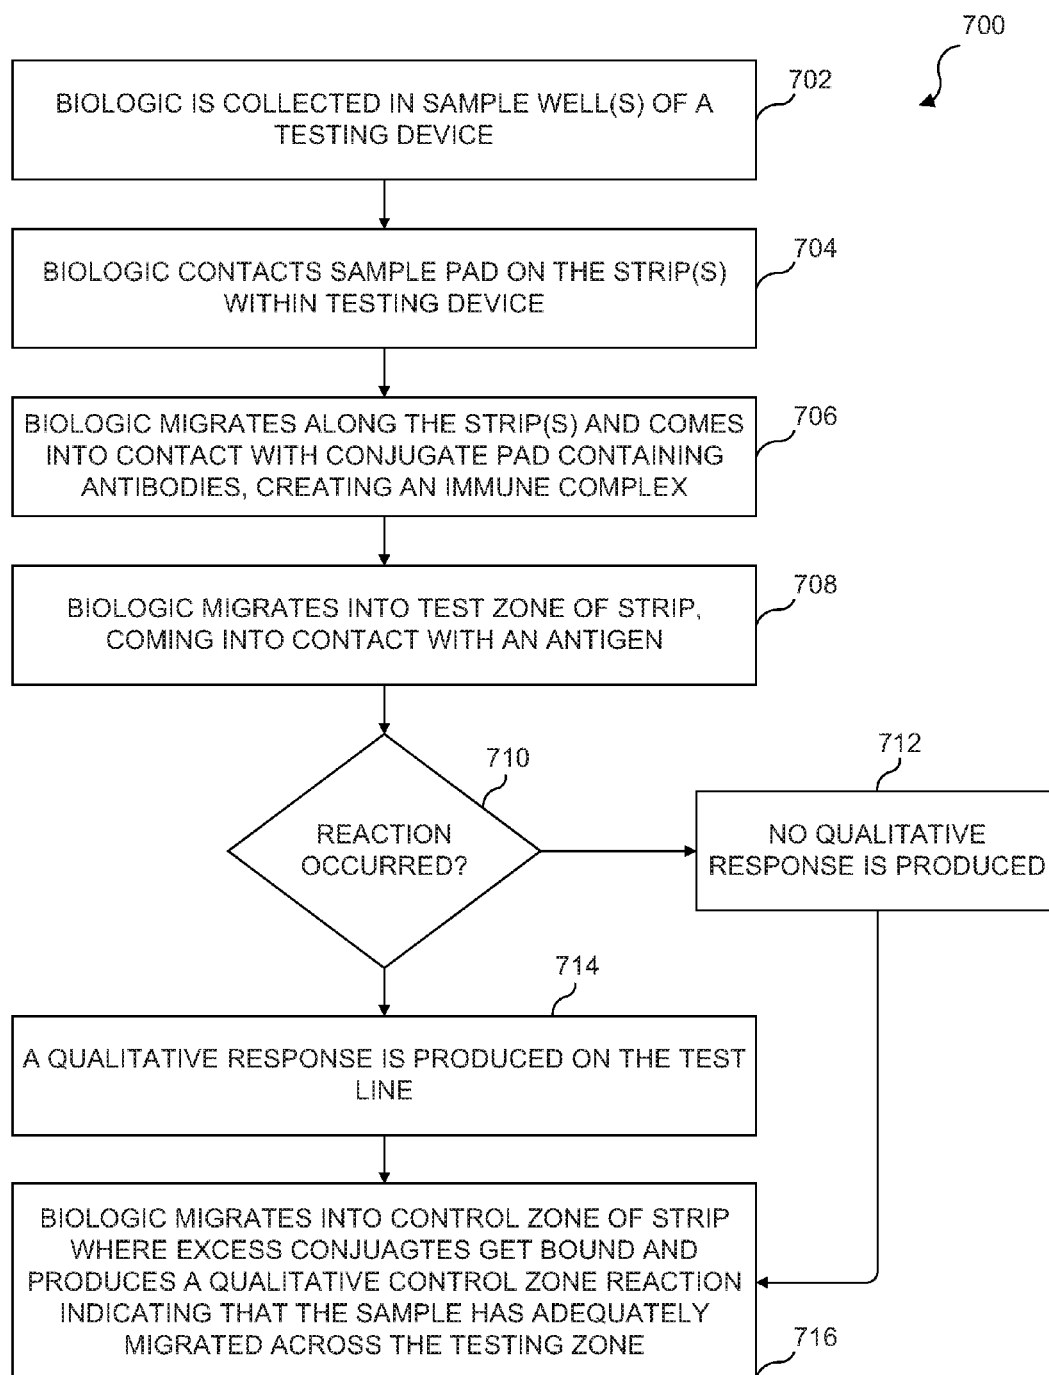 700
702
BIOLOGIC IS COLLECTED IN SAMPLE WELL(S) OF A
TESTING DEVICE
704
BIOLOGIC CONTACTS SAMPLE PAD ON THE STRIP(S)
WITHIN TESTING DEVICE
706
BIOLOGIC MIGRATES ALONG THE STRIP(S) AND COMES
INTO CONTACT WITH CONJUGATE PAD CONTAINING
ANTIBODIES, CREATING AN IMMUNE COMPLEX
708
BIOLOGIC MIGRATES INTO TEST ZONE OF STRIP,
COMING INTO CONTACT WITH AN ANTIGEN
710
REACTION
OCCURRED?
712
NO QUALITATIVE
RESPONSE IS PRODUCED
714
A QUALITATIVE RESPONSE IS PRODUCED ON THE TEST
LINE
BIOLOGIC MIGRATES INTO CONTROL ZONE OF STRIP
WHERE EXCESS CONJUAGTES GET BOUND AND
PRODUCES A QUALITATIVE CONTROL ZONE REACTION
INDICATING THAT THE SAMPLE HAS ADEQUATELY
MIGRATED ACROSS THE TESTING ZONE
716